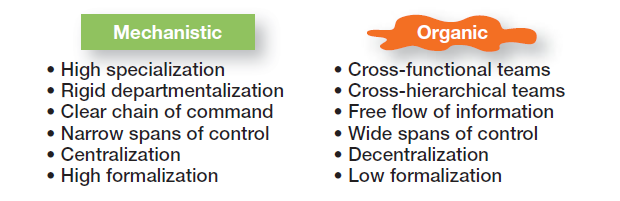 Mechanistic
• High specialization
• Rigid departmentalization
• Clear chain of command
• Narrow spans of control
• Centralization
• High formalization
Organic
• Cross-functional teams
• Cross-hierarchical teams
• Free flow of information
• Wide spans of control
• Decentralization
• Low formalization